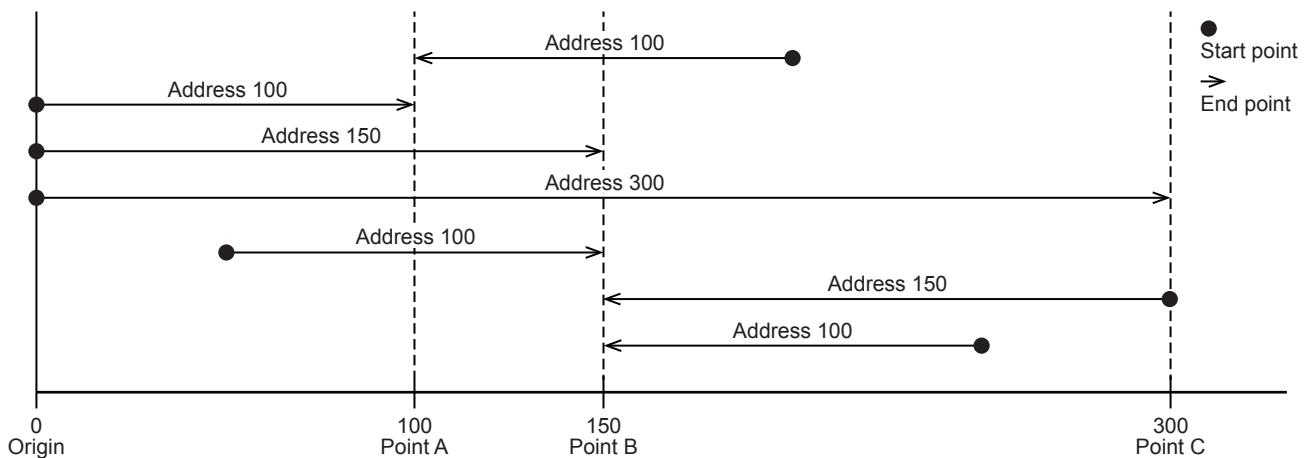 Address 100
Start point
Address 100
End point
Address 150
Address 300
Address 100
Address 150
Address 100
0 100 150 300
Origin Point A Point B Point C